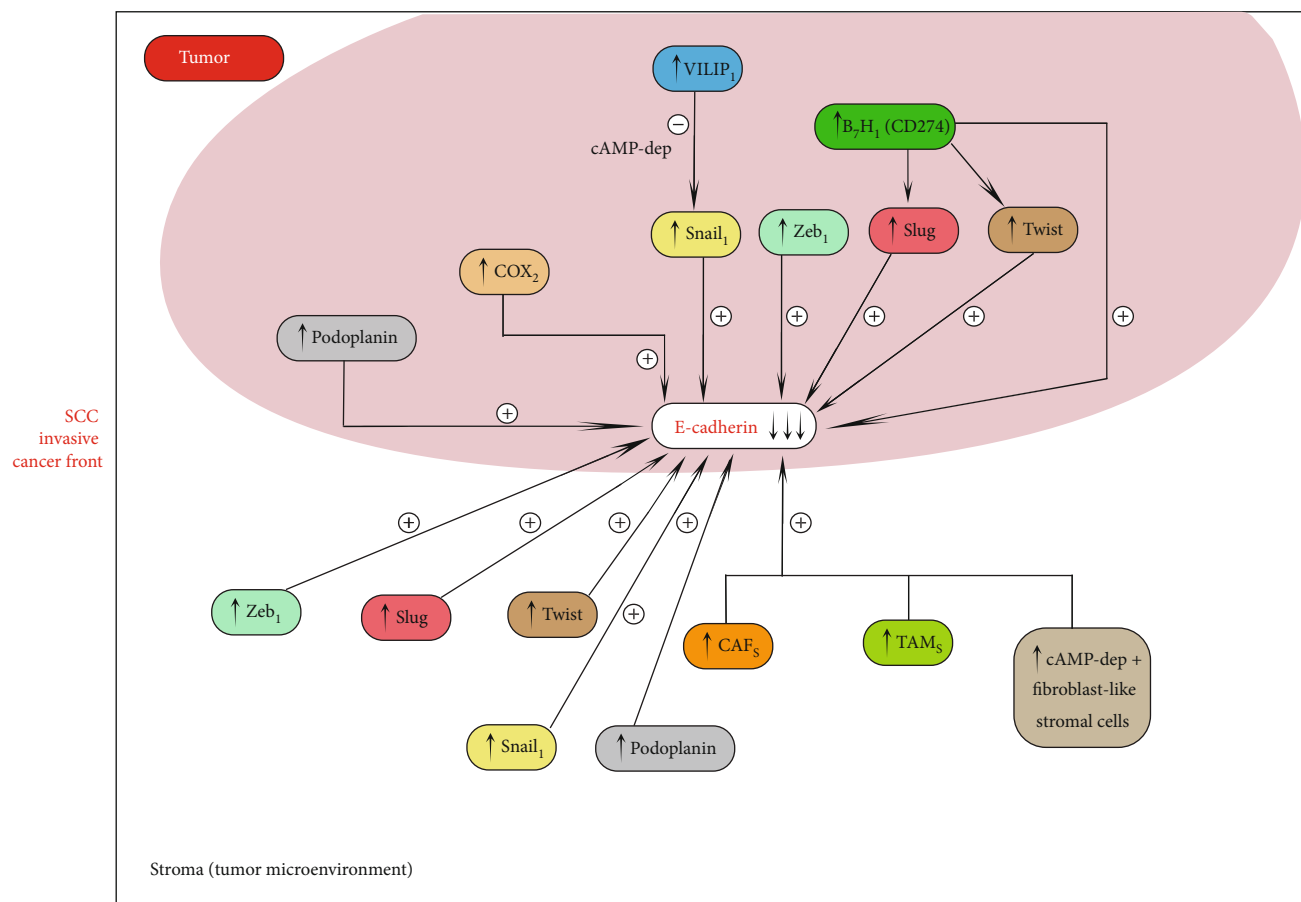 Tumor
↑ VILIP₁
−
cAMP-dep
↑ B₇H₁ (CD274)
↑ Snail₁
↑ Zeb₁
↑ Slug
↑ Twist
↑ COX₂
↑ Podoplanin
+
+
+
+
+
+
+
SCC
invasive
cancer front
E-cadherin ↓↓↓
+
+
+
+
+
+
↑ Zeb₁
↑ Slug
↑ Twist
↑ CAFₛ
↑ TAMₛ
↑ cAMP-dep +
fibroblast-like
stromal cells
↑ Snail₁
↑ Podoplanin
Stroma (tumor microenvironment)